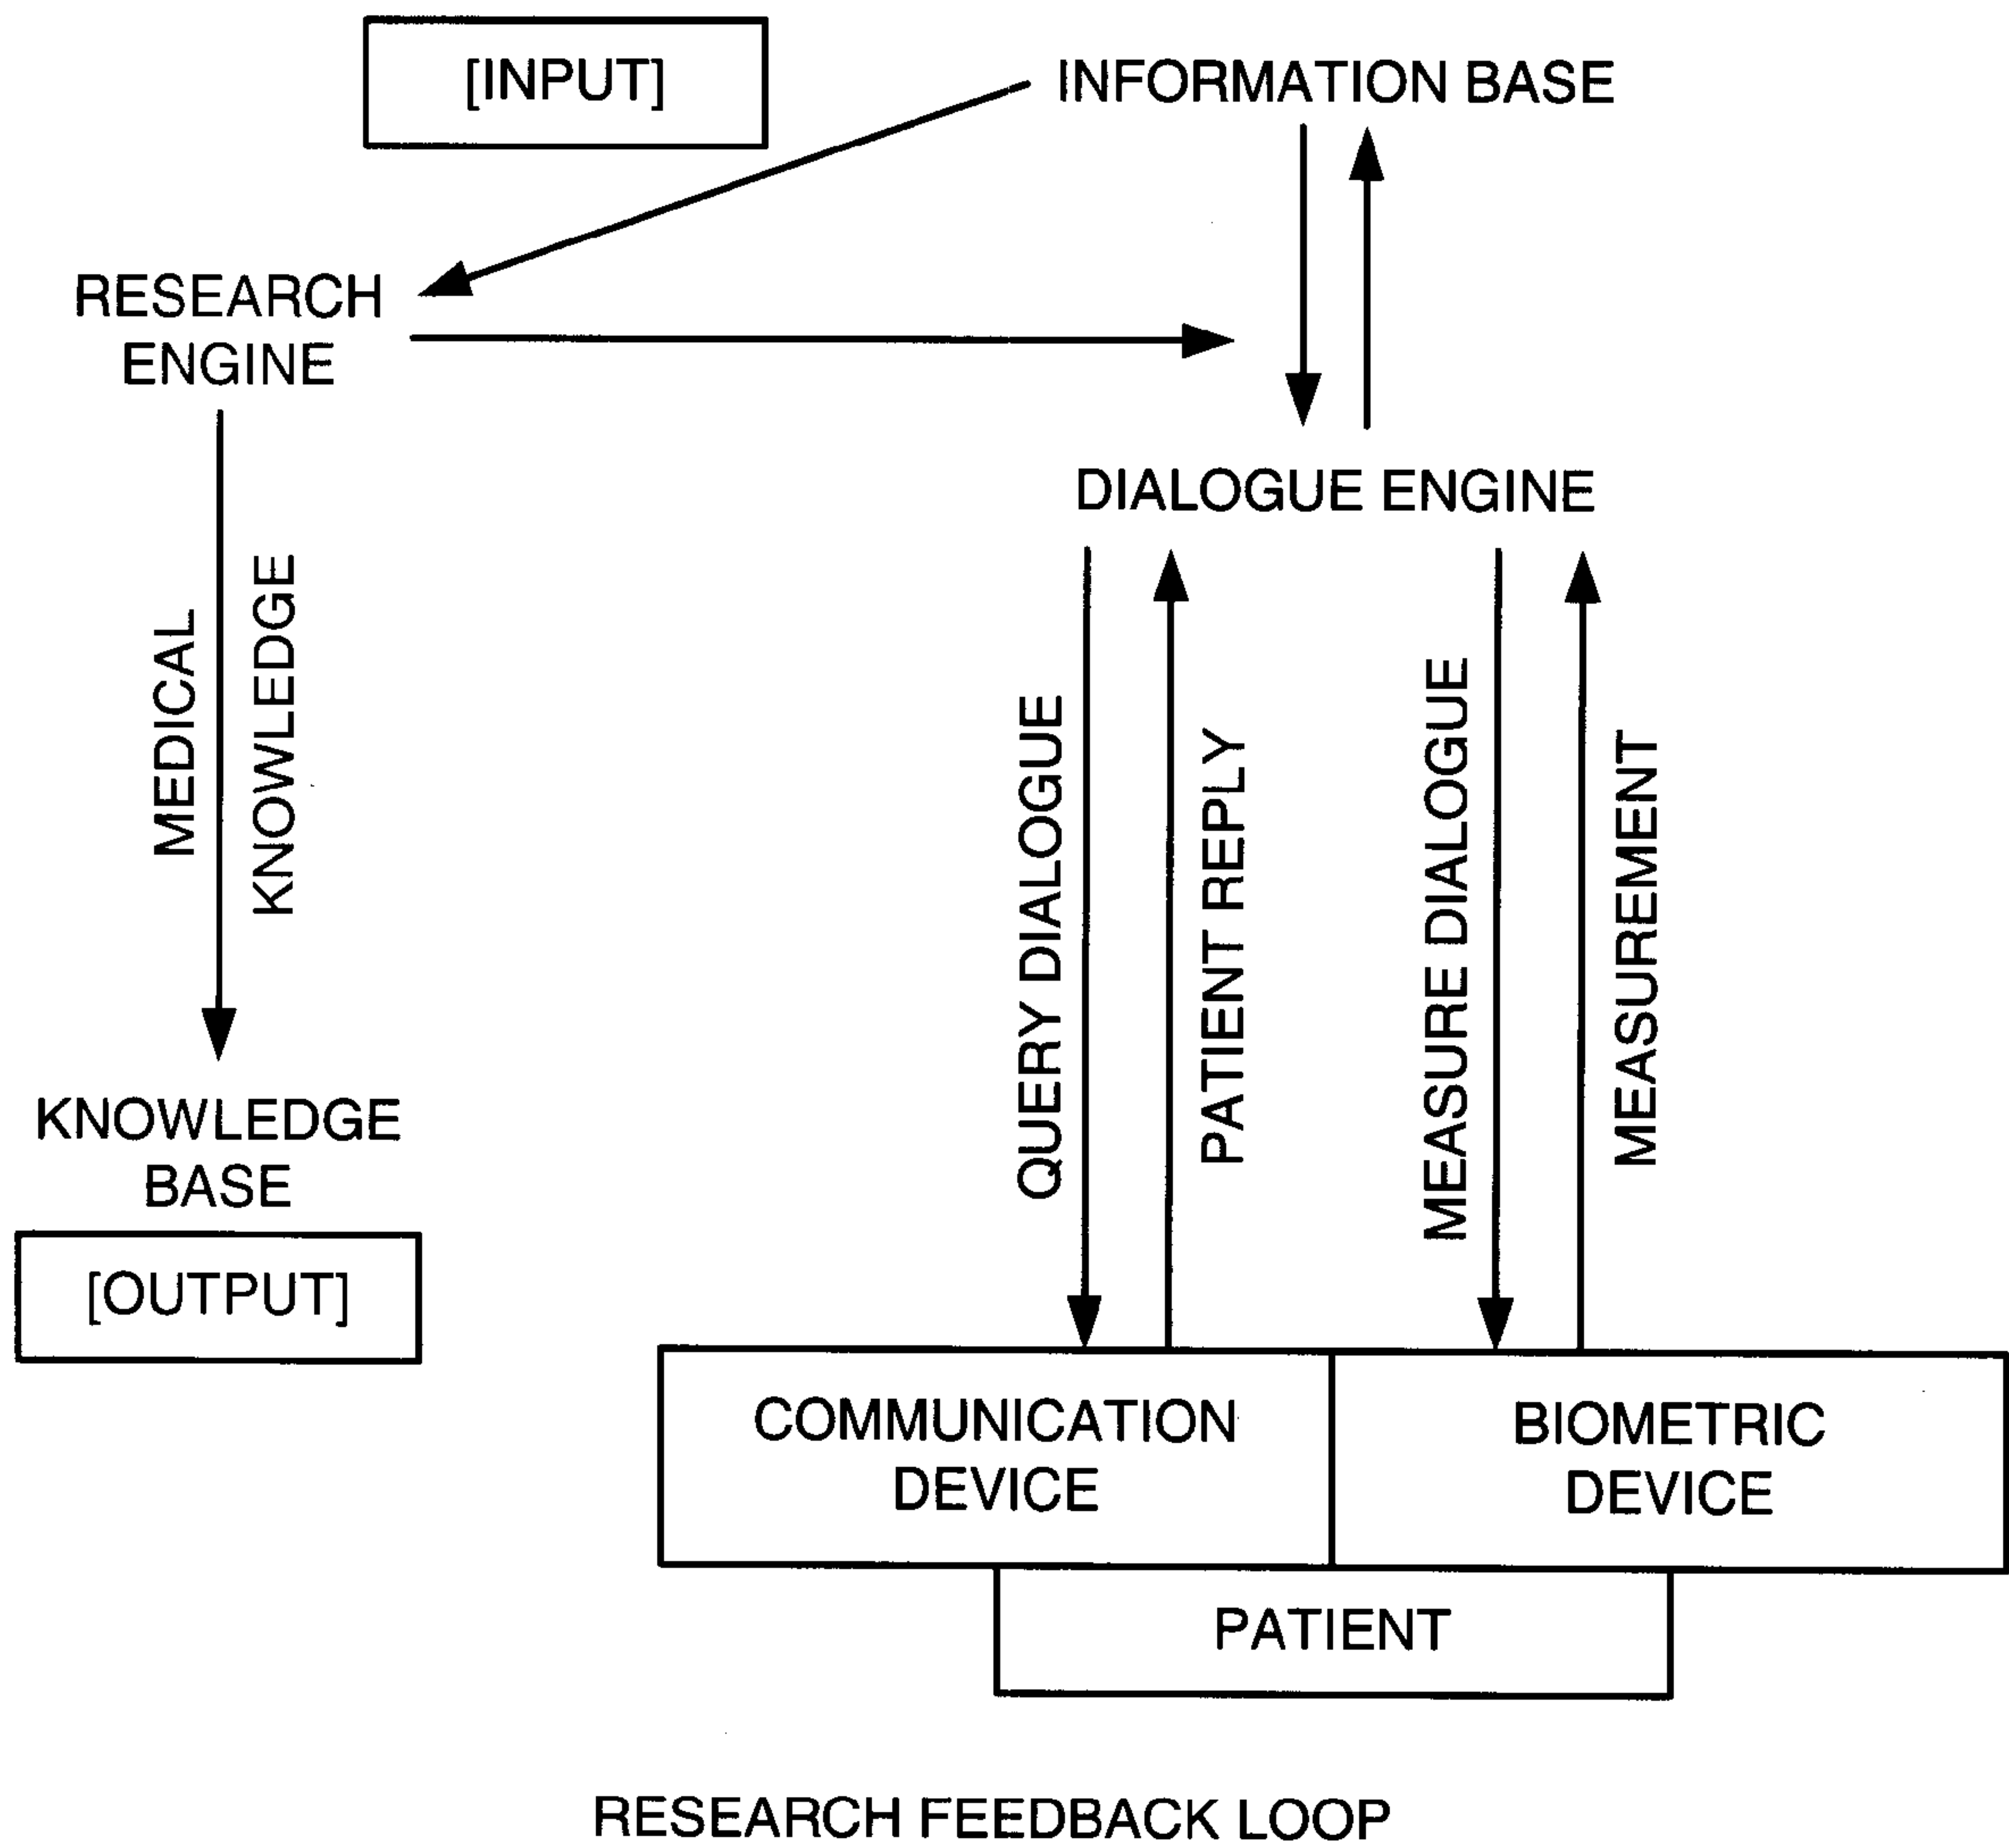 [INPUT]
INFORMATION BASE
RESEARCH
ENGINE
DIALOGUE ENGINE
MEDICAL
KNOWLEDGE
QUERY DIALOGUE
PATIENT REPLY
MEASURE DIALOGUE
MEASUREMENT
KNOWLEDGE
BASE
[OUTPUT]
COMMUNICATION
DEVICE
BIOMETRIC
DEVICE
PATIENT
RESEARCH FEEDBACK LOOP